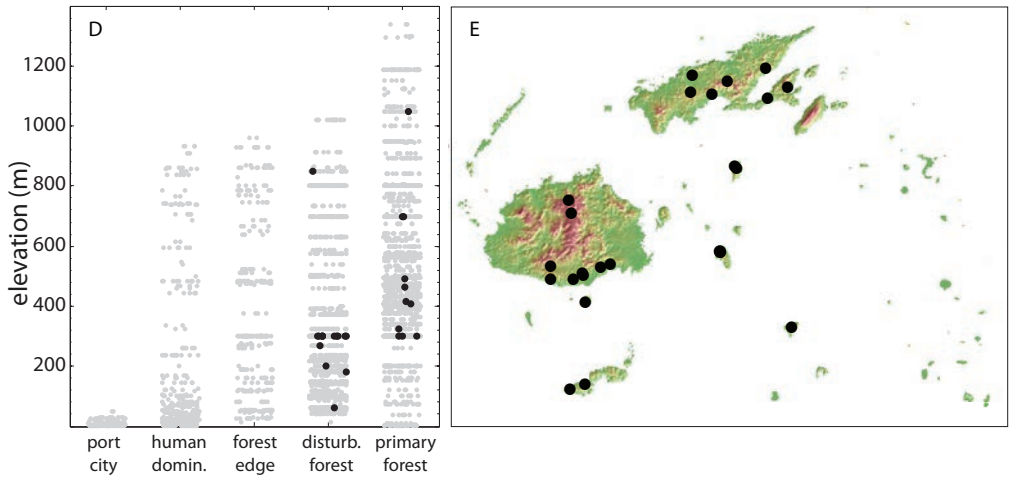 D
E
1200
1000
800
600
400
200
elevation (m)
port human forest disturb. primary
city domin. edge forest forest